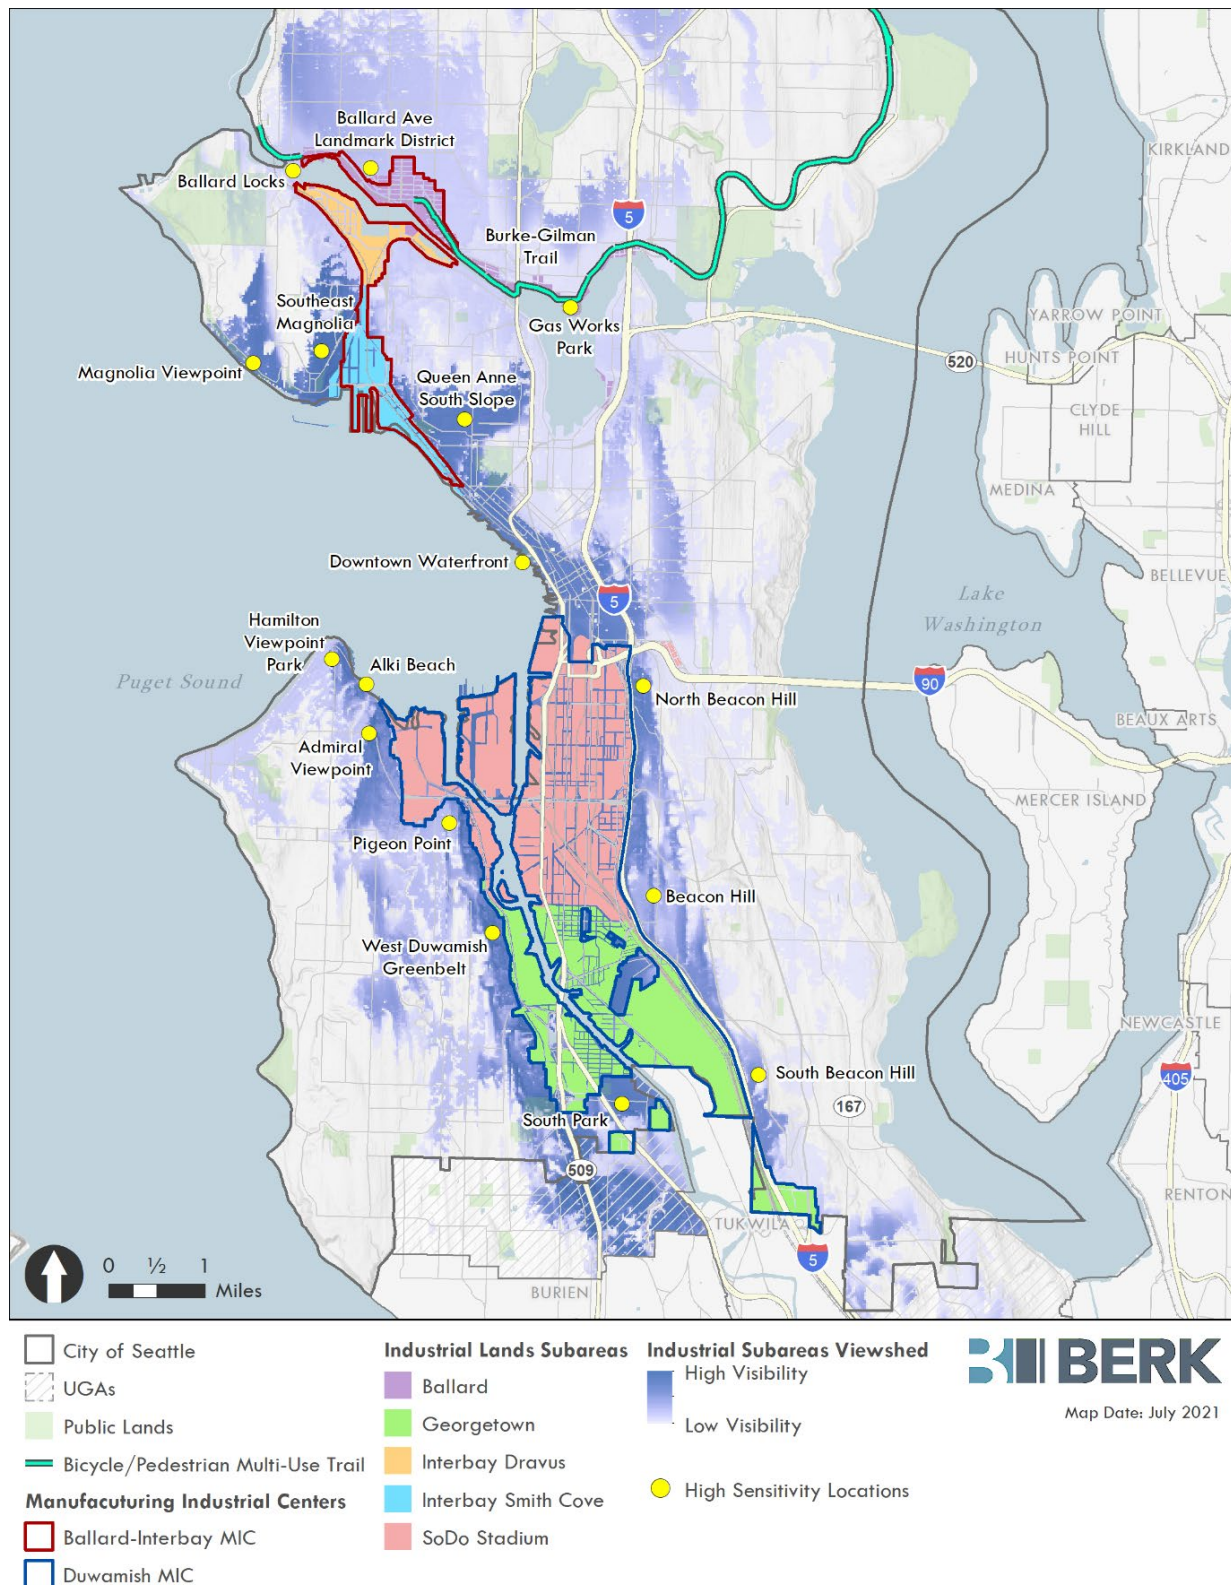 Ballard Ave
Landmark District
KIRKLAND
Ballard Locks
5
Burke-Gilman
Trail
Southeast
Magnolia
Gas Works
Park
YARROW POINT
HUNTS POINT
520
Magnolia Viewpoint
Queen Anne
South Slope
CLYDE
HILL
MEDINA
Downtown Waterfront
BELLEVUE
5
Lake
Washington
Hamilton
Viewpoint
Park
Alki Beach
Puget Sound
90
North Beacon Hill
BEAUX ARTS
Admiral
Viewpoint
MERCER ISLAND
Pigeon Point
Beacon Hill
West Duwamish
Greenbelt
NEWCASTLE
South Beacon Hill
405
167
South Park
509
RENTON
TUKWILA
5
0 ½ 1
Miles
BURIEN
City of Seattle
UGAs
Public Lands
Bicycle/Pedestrian Multi-Use Trail
Manufacuturing Industrial Centers
Ballard-Interbay MIC
Duwamish MIC
Industrial Lands Subareas
Ballard
Georgetown
Interbay Dravus
Interbay Smith Cove
SoDo Stadium
Industrial Subareas Viewshed
High Visibility
Low Visibility
High Sensitivity Locations
BERK
Map Date: July 2021